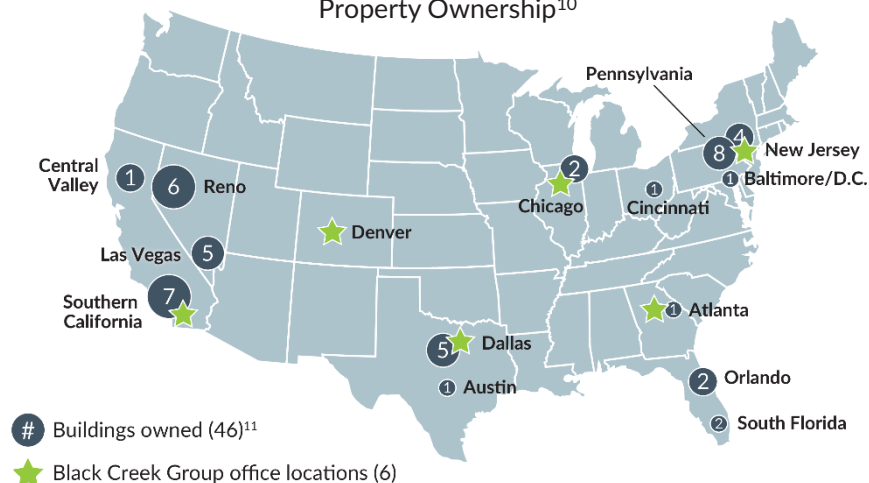 Property Ownership¹⁰
Pennsylvania
4
8
New Jersey
1
Baltimore/D.C.
2
Chicago
1
Cincinnati
Central
Valley
1
6
Reno
Denver
Las Vegas
5
7
Southern
California
1
Atlanta
5
Dallas
1
Austin
2
Orlando
2
South Florida
# Buildings owned (46)¹¹
Black Creek Group office locations (6)